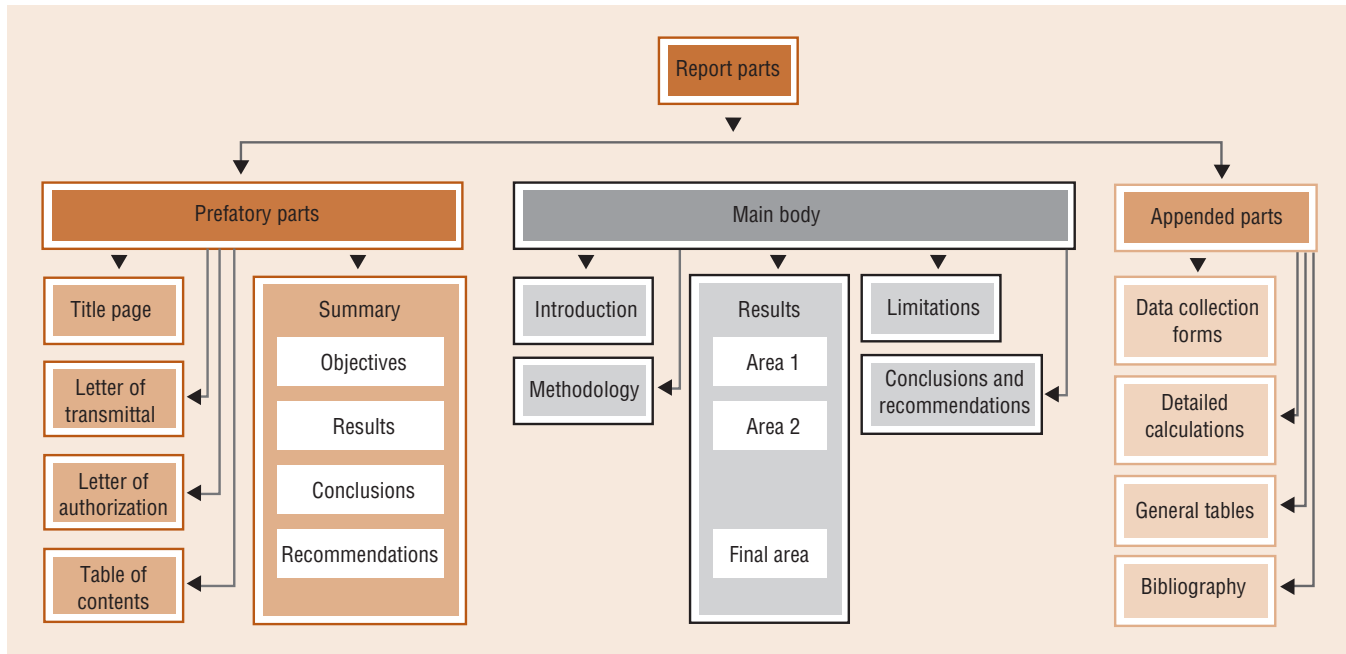 Report parts
Prefatory parts
Title page
Letter of
transmittal
Letter of
authorization
Table of
contents
Summary
Objectives
Results
Conclusions
Recommendations
Main body
Introduction
Methodology
Results
Area 1
Area 2
Final area
Limitations
Conclusions and
recommendations
Appended parts
Data collection
forms
Detailed
calculations
General tables
Bibliography